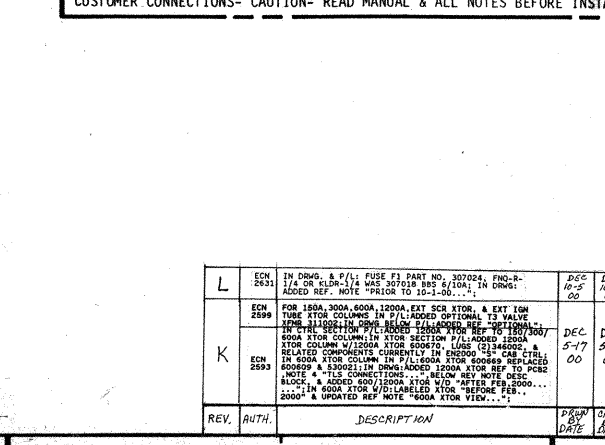 CUSTOMER CONNECTIONS- CAUTION- READ MANUAL & ALL NOTES BEFORE INSTA
L
ECN 2631
IN DRWG. & P/L: FUSE F1 PART NO. 307024, FNQ-R-
1/4 OR KLDR-1/4 WAS 307018 BBS 6/10A; IN DRWG:
ADDED REF. NOTE "PRIOR TO 10-1-00...";
DEC
10-5
00
K
ECN 2599
FOR 150A,300A,600A,1200A,EXT SCR XTOR, & EXT IGN
TUBE XTOR COLUMNS IN P/L:ADDED OPTIONAL T3 VALVE
XFMR 311002;IN DRWG BELOW P/L:ADDED REF "OPTIONAL";
ECN 2593
IN CTRL SECTION P/L:ADDED 1200A XTOR REF TO 150/300/
600A XTOR COLUMN;IN XTOR SECTION P/L:ADDED 1200A
XTOR COLUMN W/1200A XTOR 600670, LUGS (2)346002, &
RELATED COMPONENTS CURRENTLY IN EN2000 "S" CAB CTRL;
IN 600A XTOR COLUMN IN P/L:600A XTOR 600669 REPLACED
600609 & 530021;IN DRWG:ADDED 1200A XTOR REF TO PCB2
,NOTE 4 "TLS CONNECTIONS...",BELOW REV NOTE DESC
BLOCK, & ADDED 600/1200A XTOR W/D "AFTER FEB.2000...
...";IN 600A XTOR W/D:LABELED XTOR "BEFORE FEB.,
2000" & UPDATED REF NOTE "600A XTOR VIEW...";
DEC
5-17
00
REV. AUTH. DESCRIPTION DRWN BY DATE